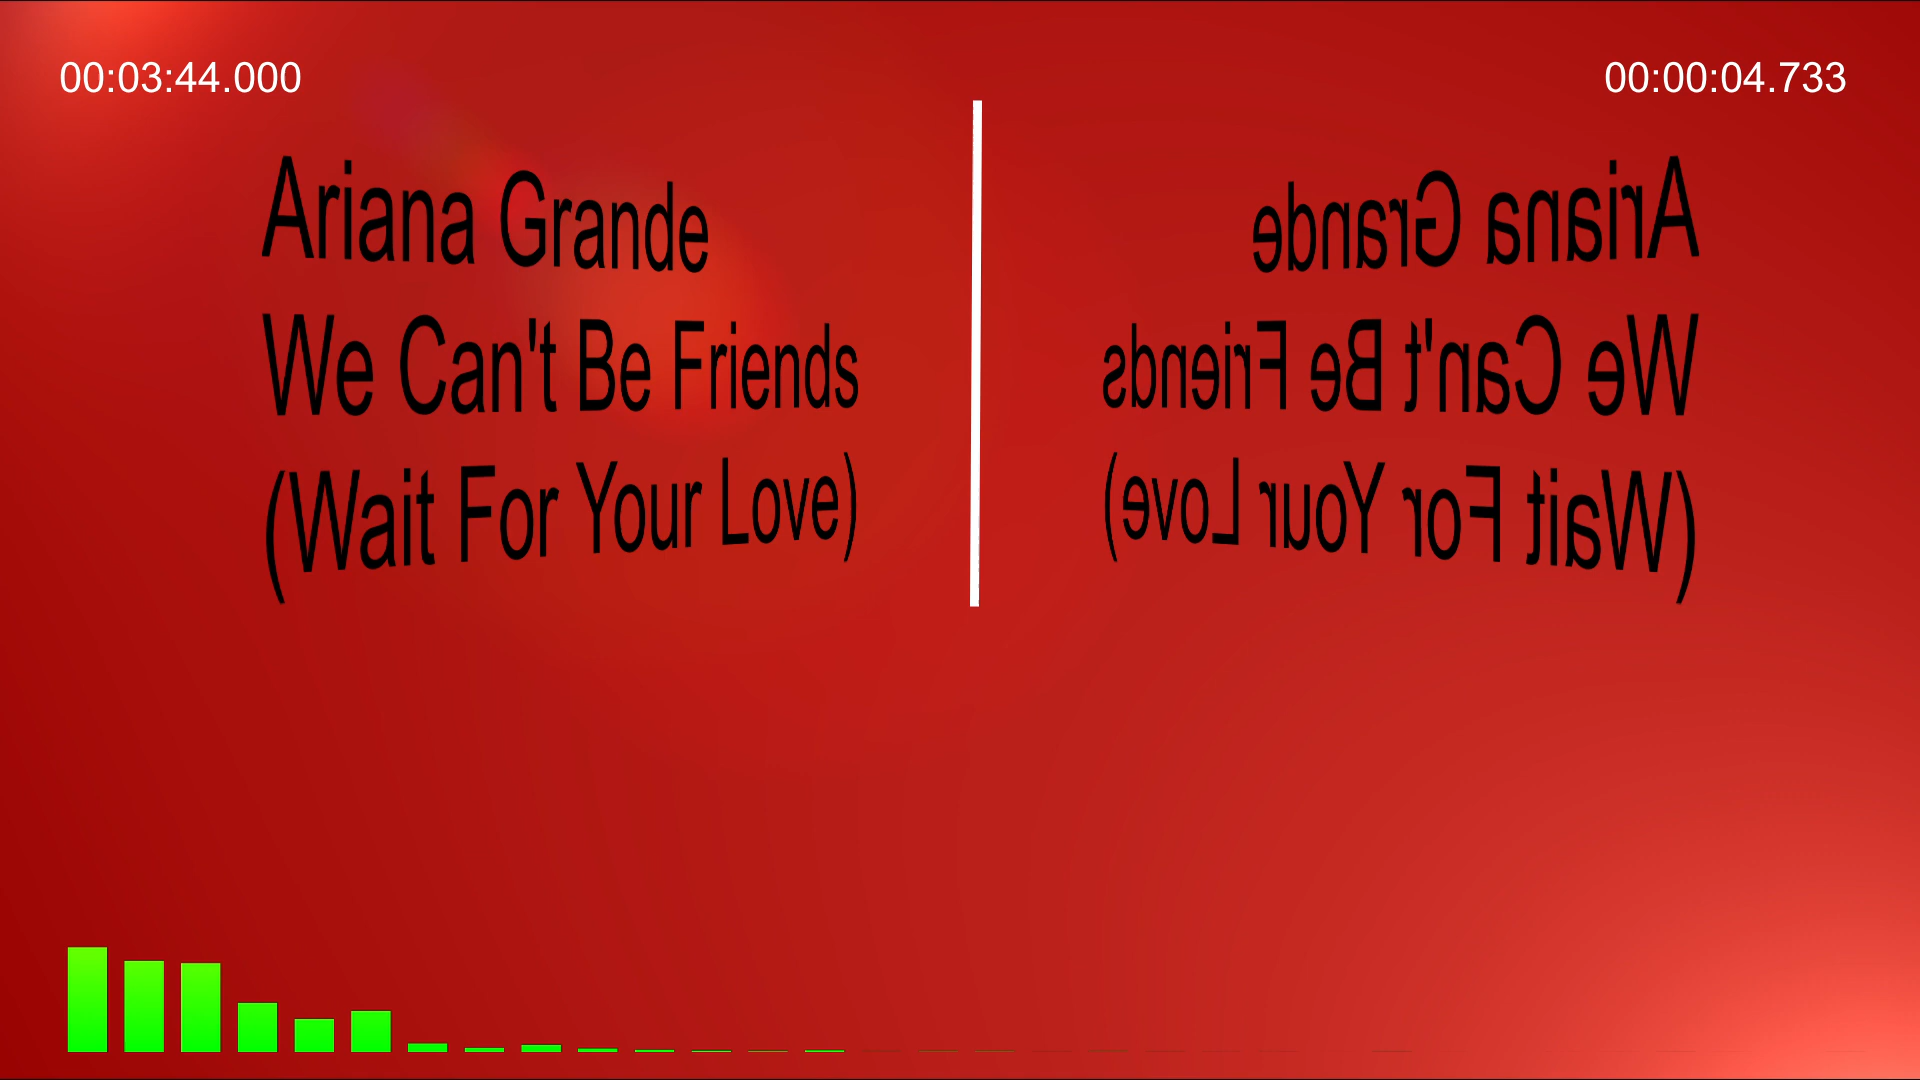 00:03:44.000
00:00:04.733
Ariana Grande
We Can't Be Friends
(Wait For Your Love)
Ariana Grande
We Can't Be Friends
(Wait For Your Love)